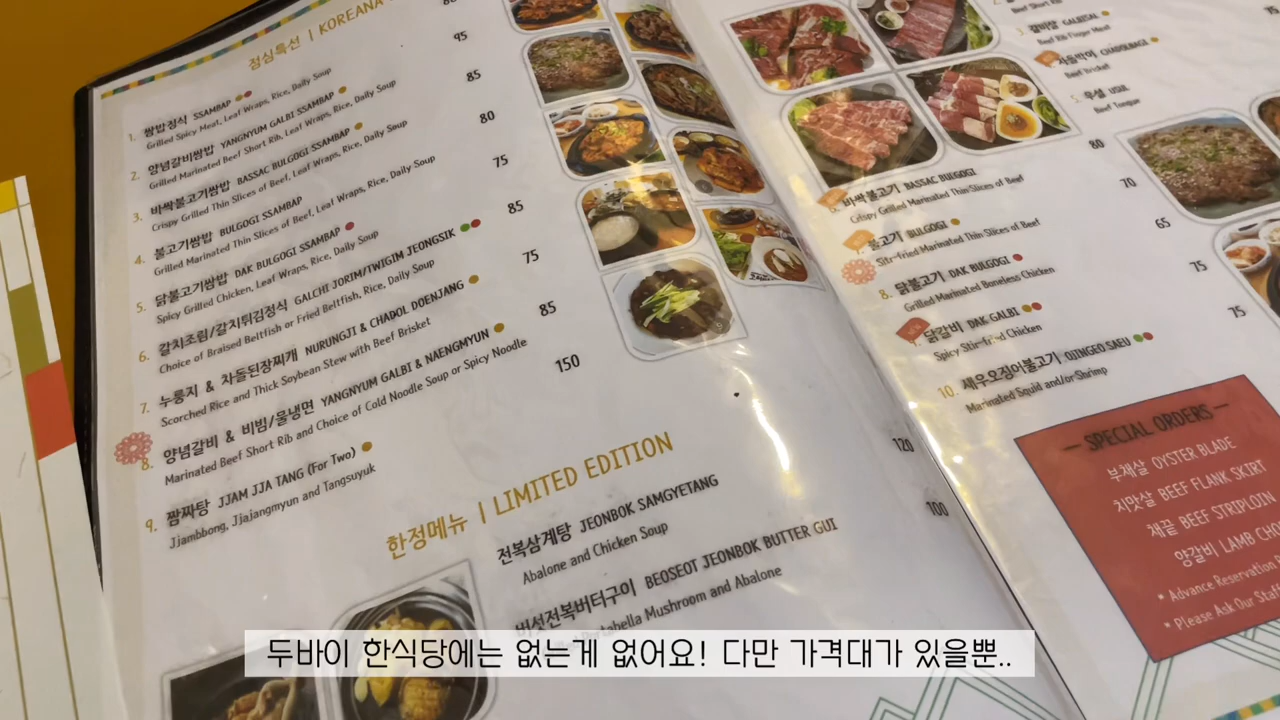 점심특선 | KOREANA
1. 쌈밥정식 SSAMBAP
Grilled Spicy Meat, Leaf Wraps, Rice, Daily Soup
95
2. 양념갈비쌈밥 YANGNYUM GALBI SSAMBAP
Grilled Marinated Beef Short Rib, Leaf Wraps, Rice, Daily Soup
85
3. 바싹불고기쌈밥 BASSAC BULGOGI SSAMBAP
Crispy Grilled Thin Slices of Beef, Leaf Wraps, Rice, Daily Soup
80
4. 불고기쌈밥 BULGOGI SSAMBAP
Grilled Marinated Thin Slices of Beef, Leaf Wraps, Rice, Daily Soup
75
5. 닭불고기쌈밥 DAK BULGOGI SSAMBAP
Spicy Grilled Chicken, Leaf Wraps, Rice, Daily Soup
85
6. 갈치조림/갈치튀김정식 GALCHI JORIM/TWIGIM JEONGSIK
Choice of Braised Beltfish or Fried Beltfish, Rice, Daily Soup
75
7. 누룽지 & 차돌된장찌개 NURUNGJI & CHADOL DOENJANG
Scorched Rice and Thick Soybean Stew with Beef Brisket
85
8. 양념갈비 & 비빔/물냉면 YANGNYUM GALBI & NAENGMYUN
Marinated Beef Short Rib and Choice of Cold Noodle Soup or Spicy Noodle
150
9. 짬짜탕 JJAM JJA TANG (For Two)
Jjambbong, Jjajangmyun and Tangsuyuk
한정메뉴 | LIMITED EDITION
전복삼계탕 JEONBOK SAMGYETANG
Abalone and Chicken Soup
120
버섯전복버터구이 BEOSEOT JEONBOK BUTTER GUI
Portabella Mushroom and Abalone
100
Beef Short Rib
3. 갈비살 GALBISAL
Beef Rib Finger Meat
차돌박이 CHADOLBAGI
Beef Brisket
5. 우설 USIL
Beef Tongue
80
바싹불고기 BASSAC BULGOGI
Crispy Grilled Marinated Thin Slices of Beef
70
불고기 BULGOGI
Stir-fried Marinated Thin Slices of Beef
65
8. 닭불고기 DAK BULGOGI
Grilled Marinated Boneless Chicken
75
닭갈비 DAK GALBI
Spicy Stir-fried Chicken
75
10. 새우오징어불고기 OJINGEO SAEU
Marinated Squid and/or Shrimp
— SPECIAL ORDERS —
부채살 OYSTER BLADE
치맛살 BEEF FLANK SKIRT
채끝 BEEF STRIPLOIN
양갈비 LAMB CHO
* Advance Reservation
* Please Ask Our Staf
두바이 한식당에는 없는게 없어요! 다만 가격대가 있을뿐..